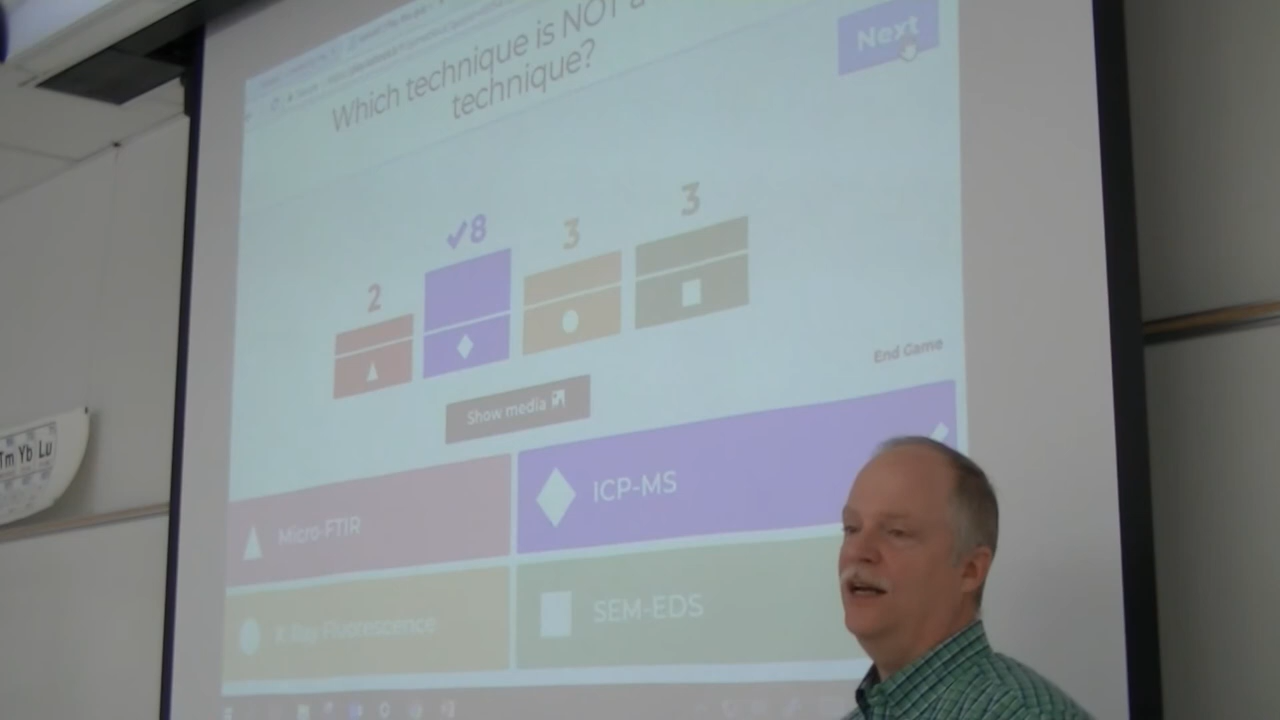 Which technique is NOT a
technique?
Next
2
8
3
3
End Game
Show media
Micro-FTIR
ICP-MS
X-Ray Fluorescence
SEM-EDS
Tm Yb Lu